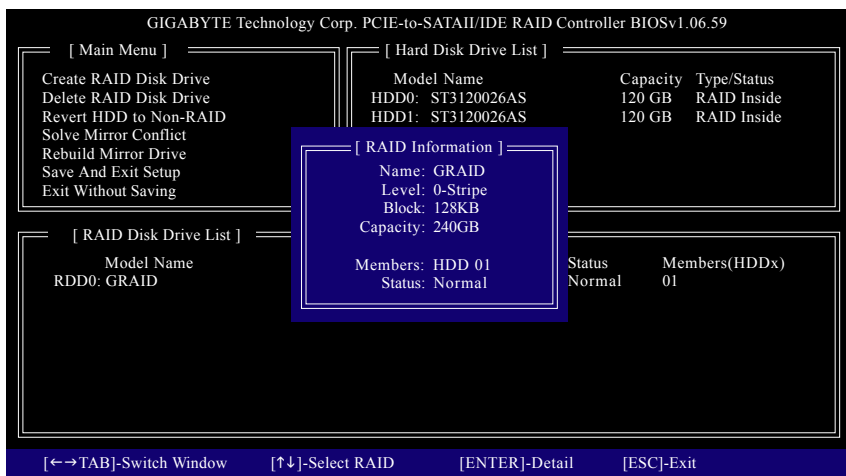 GIGABYTE Technology Corp. PCIE-to-SATAII/IDE RAID Controller BIOSv1.06.59
[ Main Menu ]
Create RAID Disk Drive
Delete RAID Disk Drive
Revert HDD to Non-RAID
Solve Mirror Conflict
Rebuild Mirror Drive
Save And Exit Setup
Exit Without Saving
[ Hard Disk Drive List ]
Model Name Capacity Type/Status
HDD0: ST3120026AS 120 GB RAID Inside
HDD1: ST3120026AS 120 GB RAID Inside
[ RAID Information ]
Name: GRAID
Level: 0-Stripe
Block: 128KB
Capacity: 240GB
Members: HDD 01
Status: Normal
[ RAID Disk Drive List ]
Model Name Status Members(HDDx)
RDD0: GRAID Normal 01
[←→TAB]-Switch Window [↑↓]-Select RAID [ENTER]-Detail [ESC]-Exit